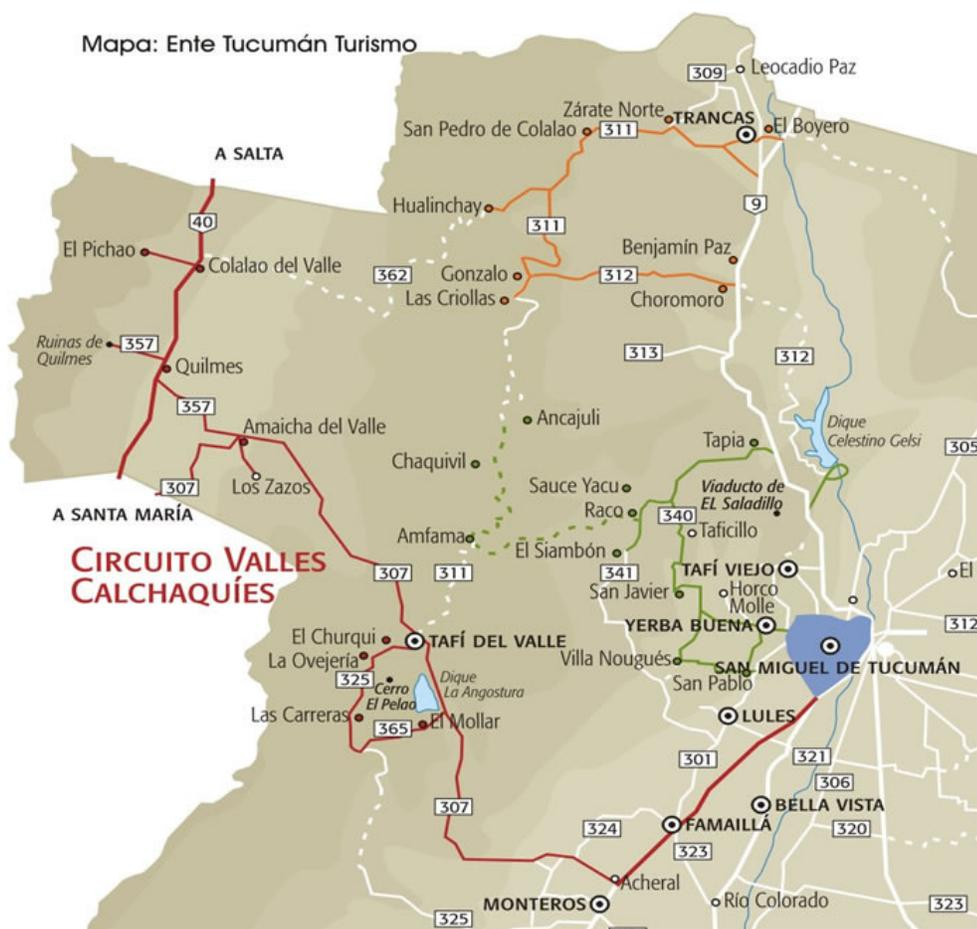 Mapa: Ente Tucumán Turismo
309
Leocadio Paz
Zárate Norte
TRANCAS
San Pedro de Colalao
311
El Boyero
A SALTA
Hualinchay
9
40
311
El Pichao
Colalao del Valle
362
Gonzalo
312
Benjamín Paz
Las Criollas
Choromoro
Ruinas de
Quilmes
357
Quilmes
313
312
357
Ancajuli
Dique
Celestino Gelsi
Amaicha del Valle
Tapia
305
Chaquivil
Viaducto de
EL Saladillo
307
Los Zazos
Sauce Yacu
A SANTA MARÍA
Raco
340
Taficillo
Amfama
El Siambón
CIRCUITO VALLES
CALCHAQUÍES
307
311
341
TAFÍ VIEJO
El
San Javier
Horco
Molle
312
El Churqui
TAFÍ DEL VALLE
YERBA BUENA
La Ovejería
Villa Nougués
SAN MIGUEL DE TUCUMÁN
325
Cerro
El Pelao
Dique
La Angostura
San Pablo
Las Carreras
365
El Mollar
LULES
301
321
306
307
BELLA VISTA
324
FAMAILLÁ
320
323
Acheral
MONTEROS
Río Colorado
323
325